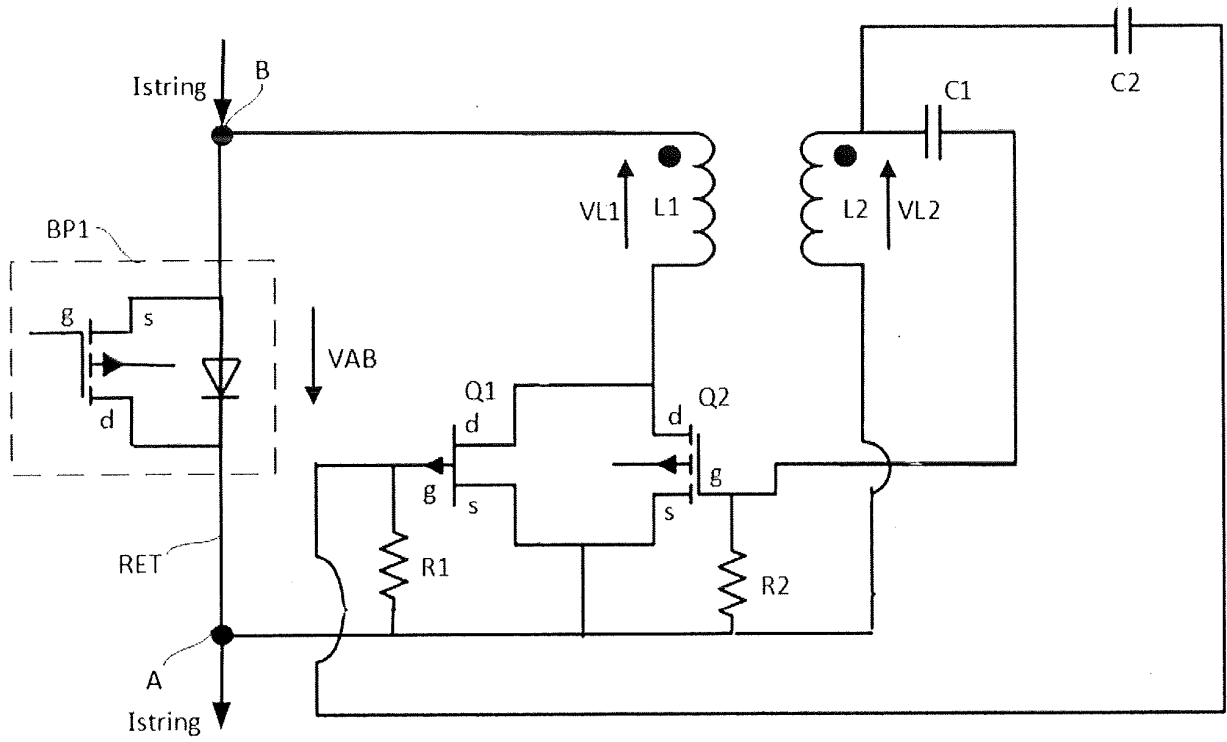 Istring
B
C1
C2
VL1
L1
L2
VL2
BP1
g
s
d
VAB
Q1
d
g
s
Q2
d
g
s
RET
R1
R2
A
Istring